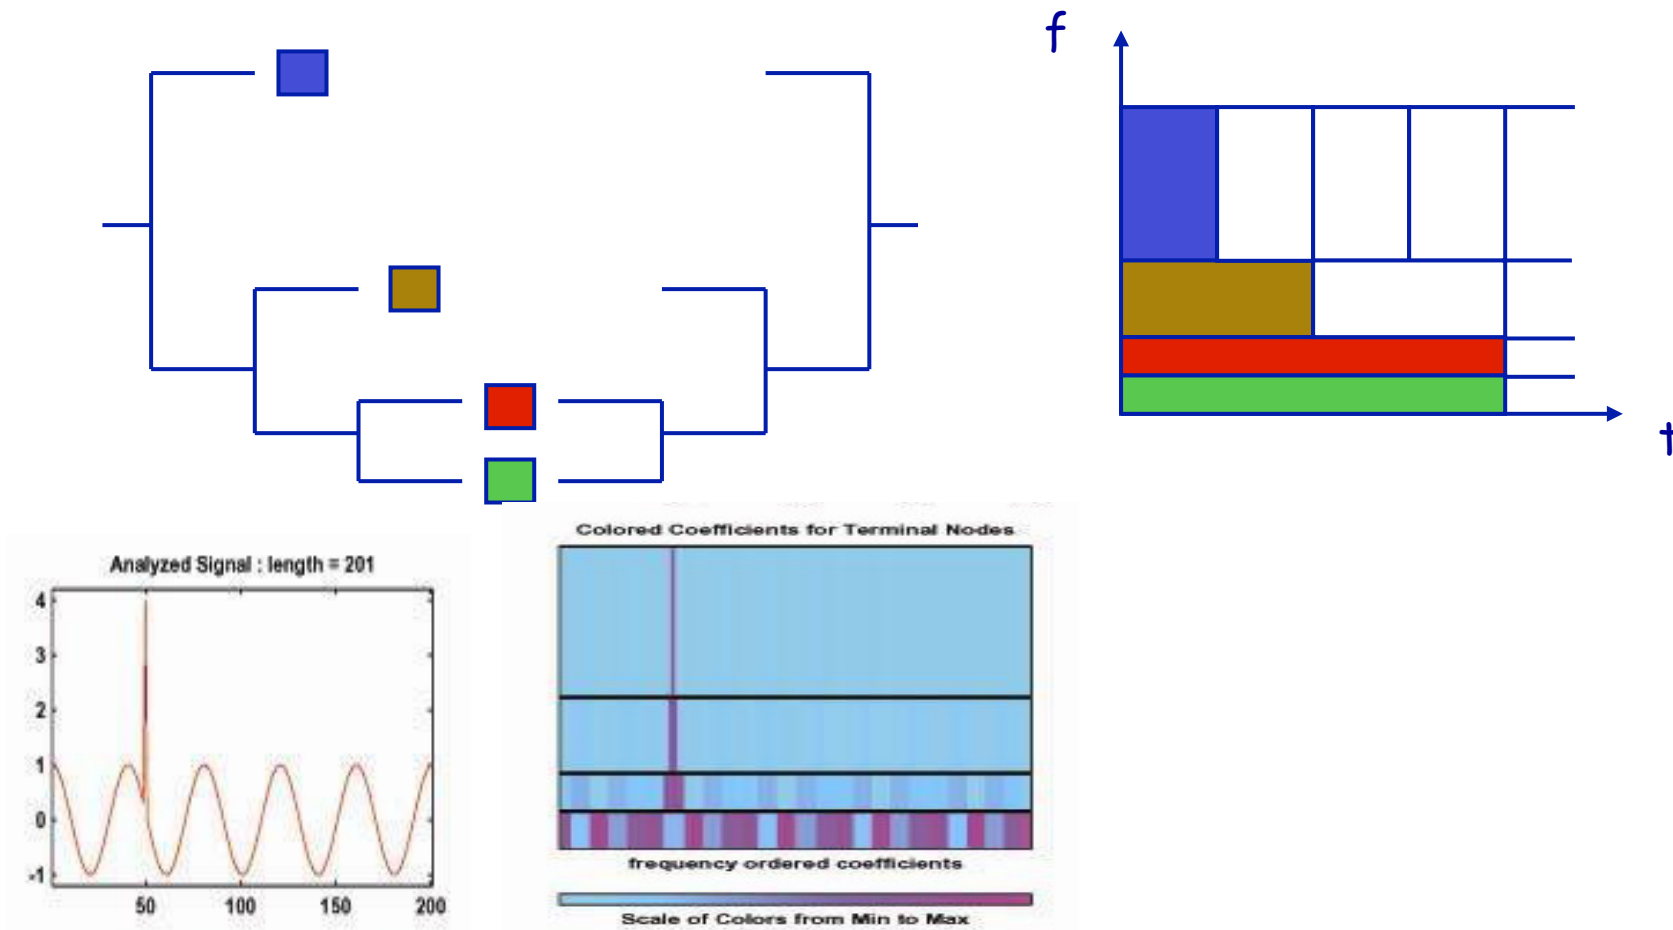 f
t
Analyzed Signal : length = 201
4
3
2
1
0
-1
50
100
150
200
Colored Coefficients for Terminal Nodes
frequency ordered coefficients
Scale of Colors from Min to Max